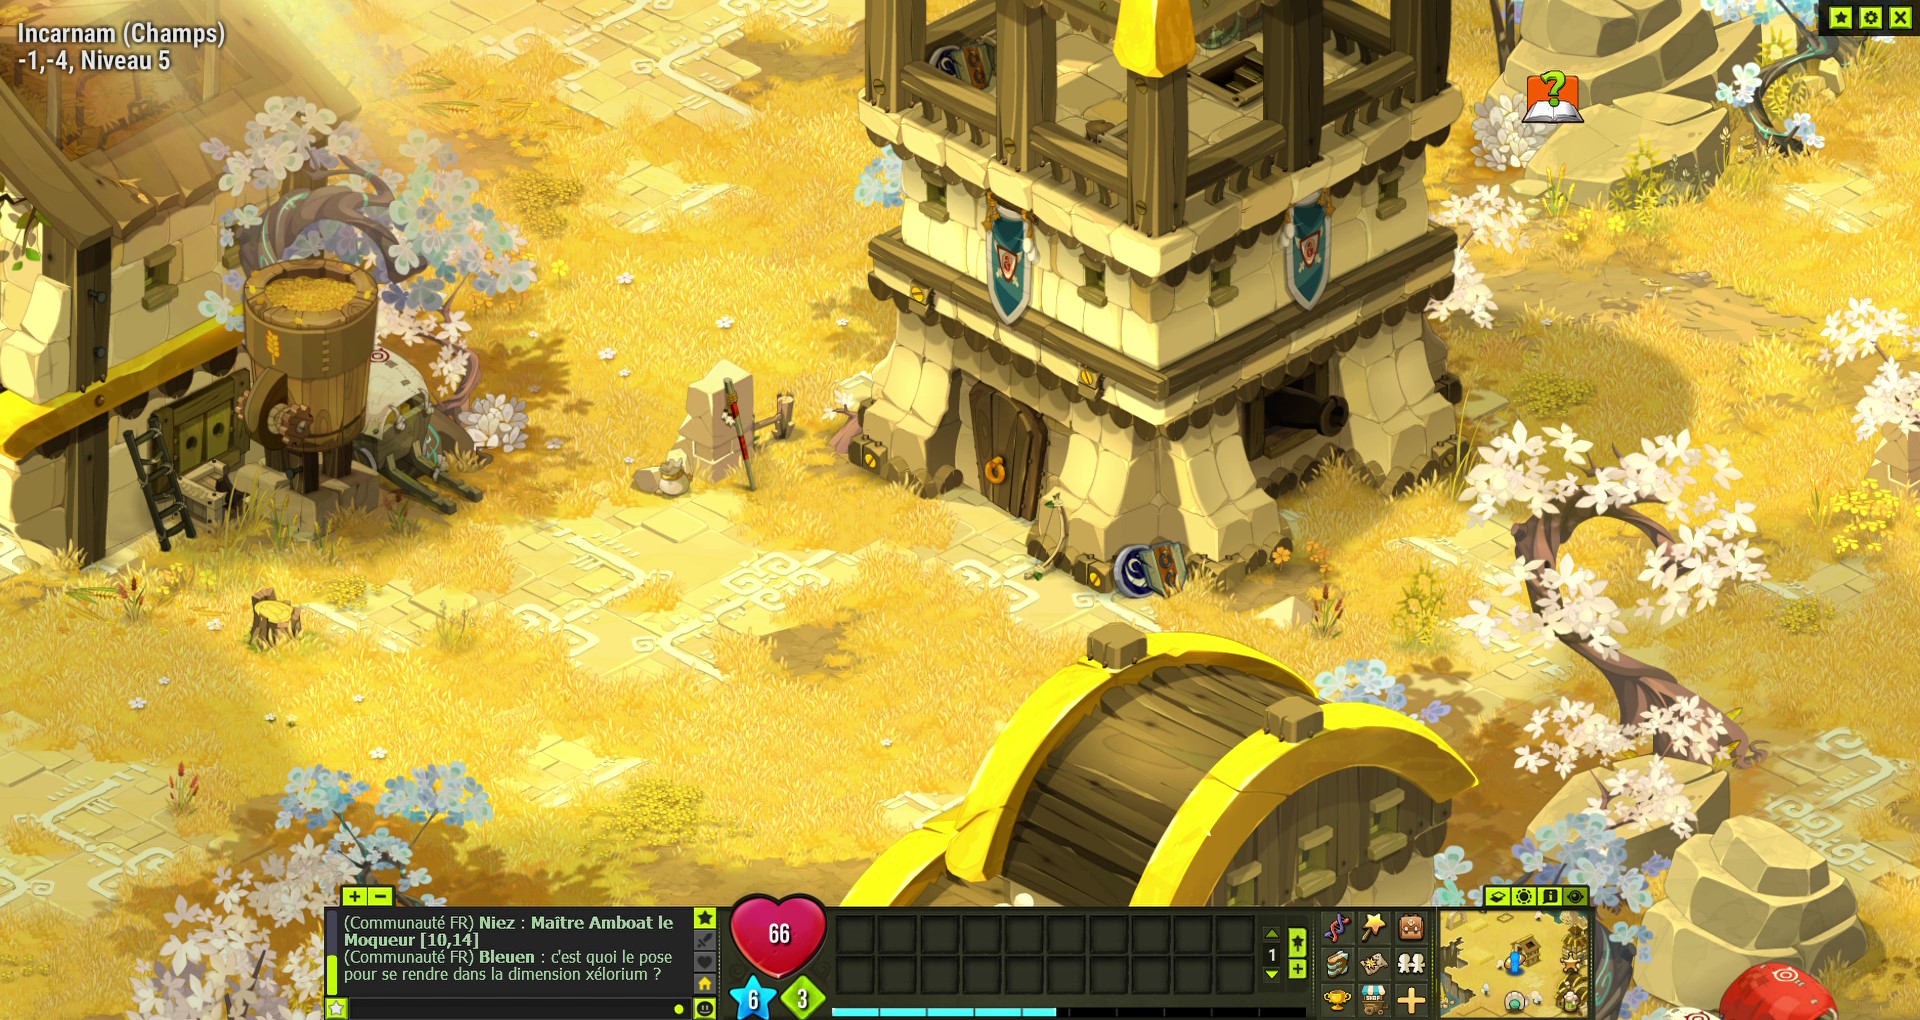 Incarnam (Champs)
-1,-4, Niveau 5
(Communauté FR) Niez : Maître Amboat le
Moqueur [10,14]
(Communauté FR) Bleuen : c'est quoi le pose
pour se rendre dans la dimension xélorium ?
66
6
3
1
SHOP